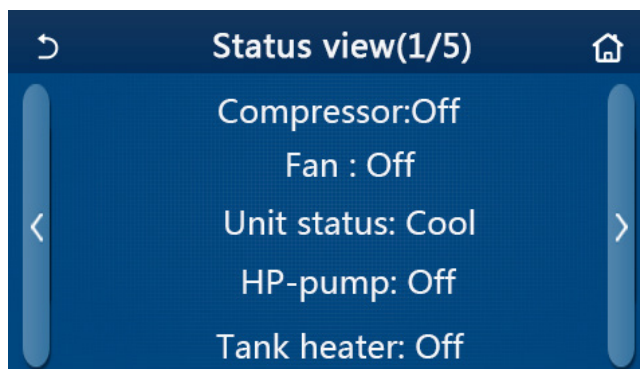 Status view(1/5)
Compressor:Off
Fan : Off
Unit status: Cool
HP-pump: Off
Tank heater: Off